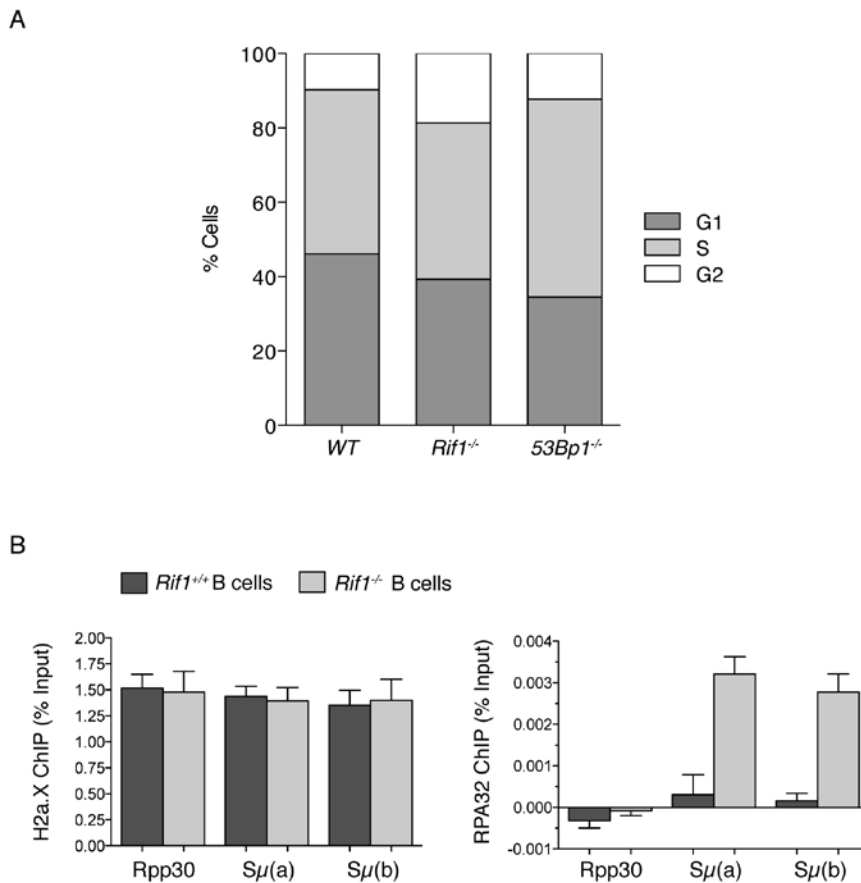 A
100
80
60
40
20
0
% Cells
WT Rif1-/- 53Bp1-/-
G1
S
G2
B
Rif1+/+ B cells Rif1-/- B cells
H2a.X ChIP (% Input)
2.00
1.75
1.50
1.25
1.00
0.75
0.50
0.25
0.00
Rpp30 Sµ(a) Sµ(b)
RPA32 ChIP (% Input)
0.004
0.003
0.002
0.001
0.000
-0.001
Rpp30 Sµ(a) Sµ(b)